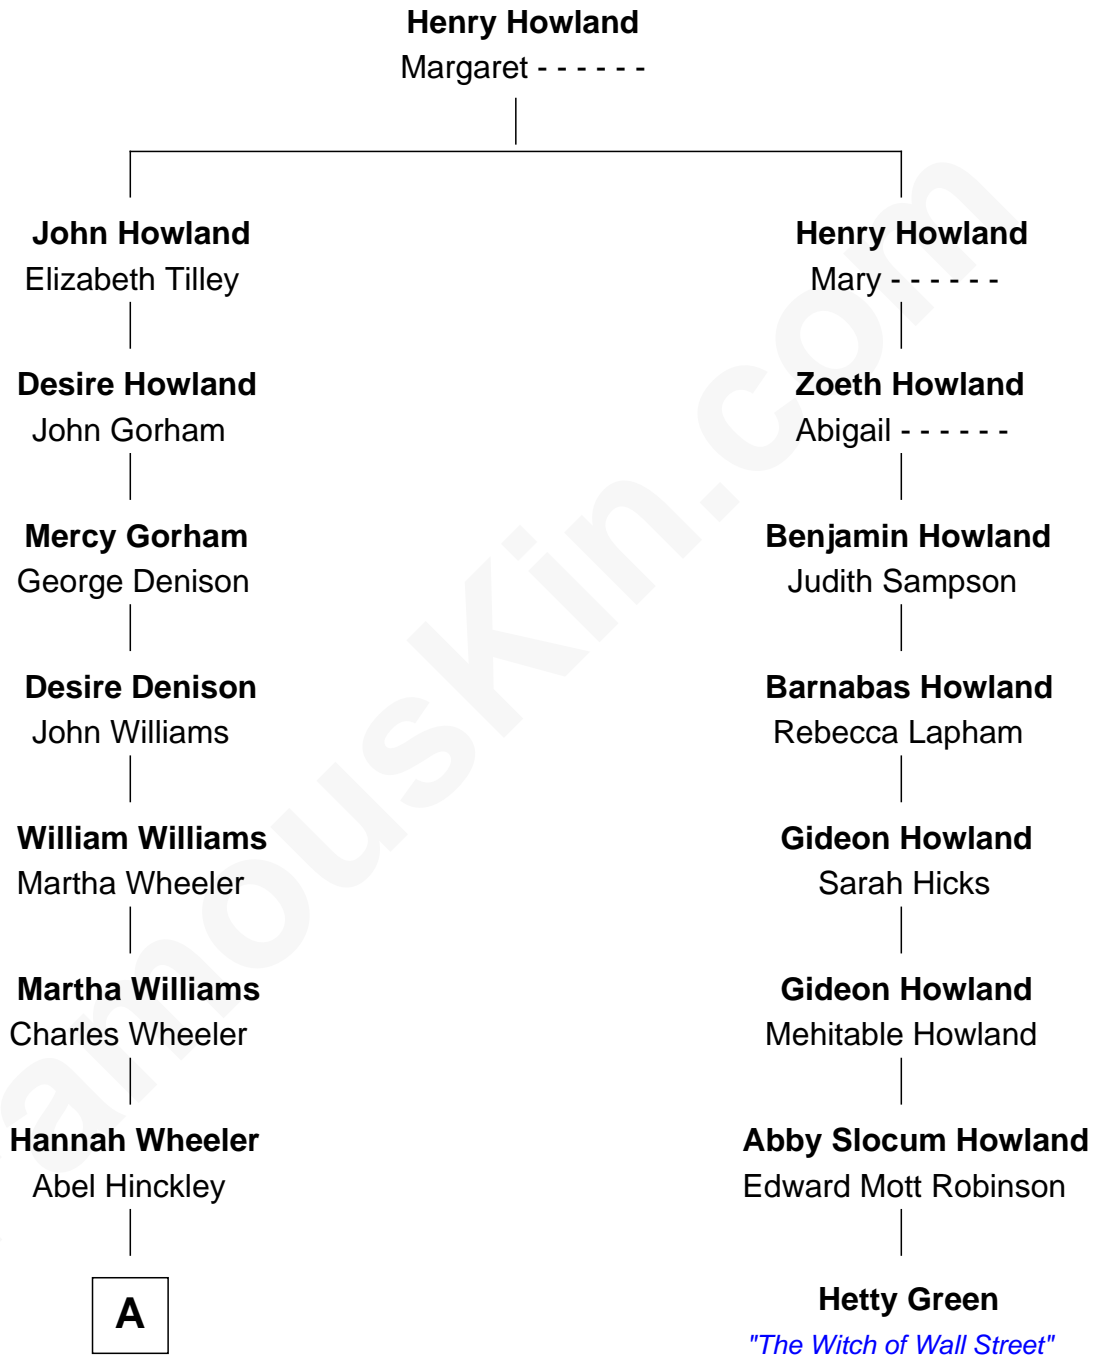 Henry Howland
Margaret - - - - - -
John Howland
Elizabeth Tilley
Henry Howland
Mary - - - - - -
Desire Howland
John Gorham
Zoeth Howland
Abigail - - - - - -
Mercy Gorham
George Denison
Benjamin Howland
Judith Sampson
Desire Denison
John Williams
Barnabas Howland
Rebecca Lapham
William Williams
Martha Wheeler
Gideon Howland
Sarah Hicks
Martha Williams
Charles Wheeler
Gideon Howland
Mehitable Howland
Hannah Wheeler
Abel Hinckley
Abby Slocum Howland
Edward Mott Robinson
A
Hetty Green
"The Witch of Wall Street"
amousKin.com